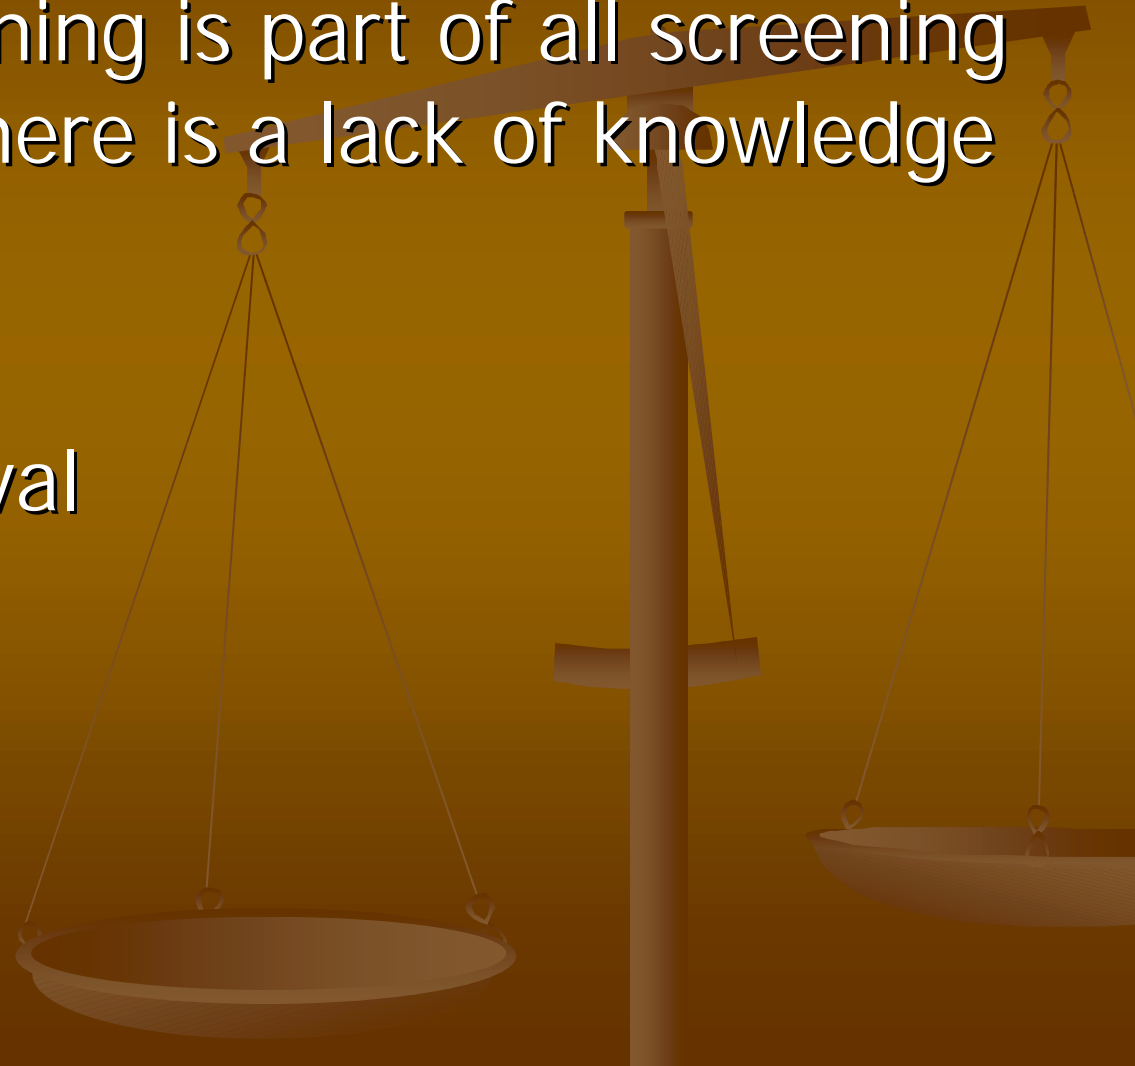 ning is part of all screening
here is a lack of knowledge
val